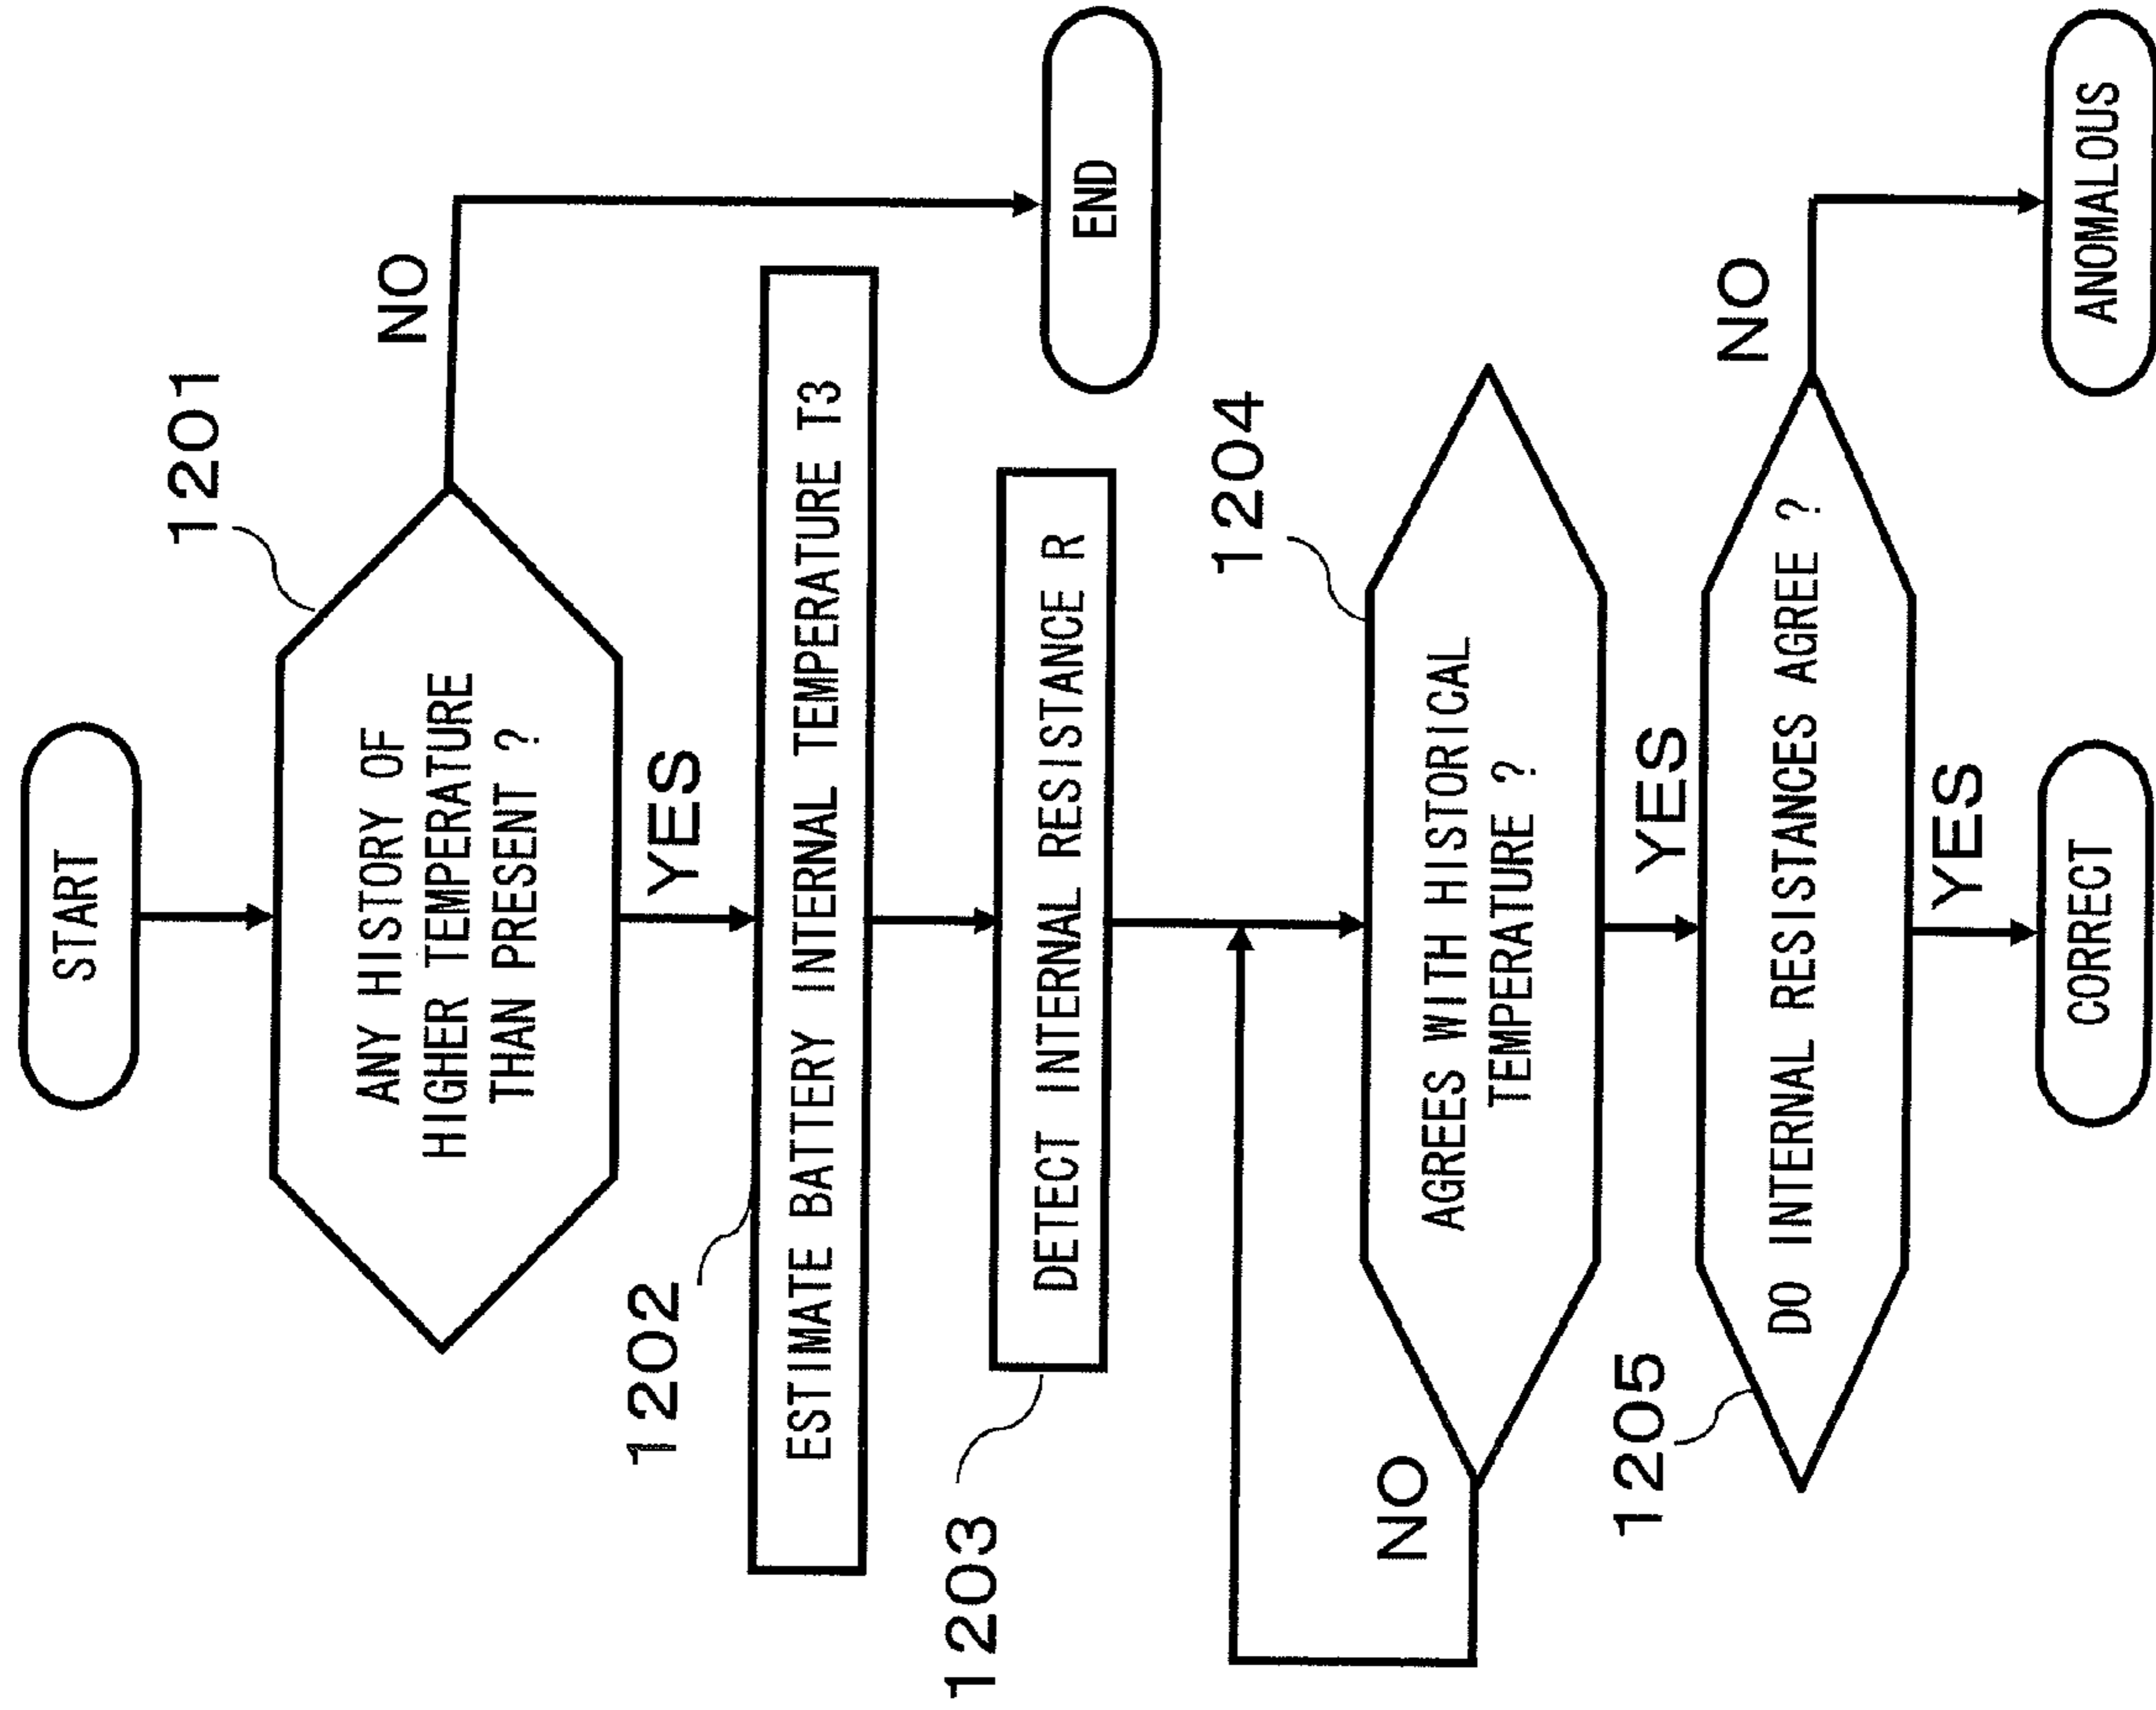 START
1201
ANY HISTORY OF
HIGHER TEMPERATURE
THAN PRESENT ?
NO
YES
1202
ESTIMATE BATTERY INTERNAL TEMPERATURE T3
1203
DETECT INTERNAL RESISTANCE R
END
1204
AGREES WITH HISTORICAL
TEMPERATURE ?
NO
YES
1205
DO INTERNAL RESISTANCES AGREE ?
NO
YES
CORRECT
ANOMALOUS